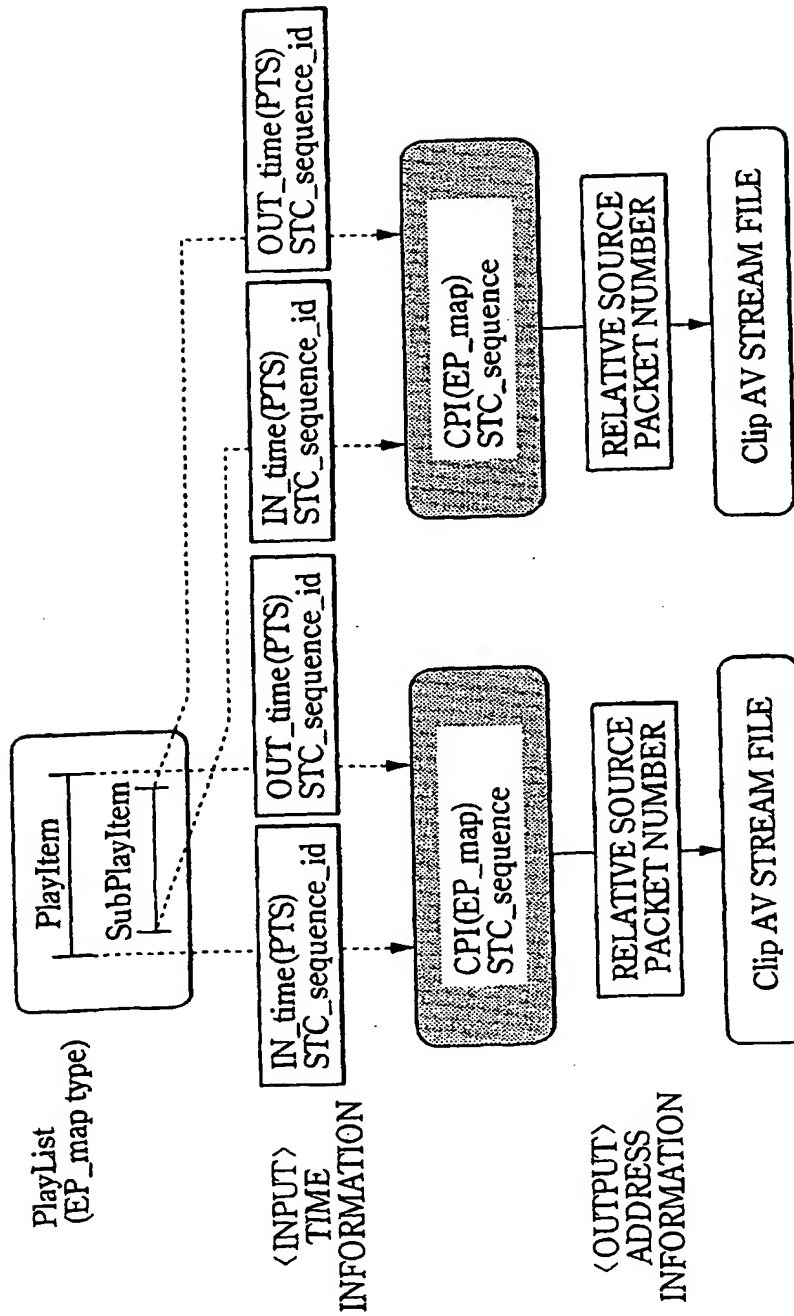 PlayList
(EP_map type)
PlayItem
SubPlayItem
<INPUT>
TIME
INFORMATION
IN_time(PTS)
STC_sequence_id
OUT_time(PTS)
STC_sequence_id
IN_time(PTS)
STC_sequence_id
OUT_time(PTS)
STC_sequence_id
CPI(EP_map)
STC_sequence
CPI(EP_map)
STC_sequence
<OUTPUT>
ADDRESS
INFORMATION
RELATIVE SOURCE
PACKET NUMBER
RELATIVE SOURCE
PACKET NUMBER
Clip AV STREAM FILE
Clip AV STREAM FILE